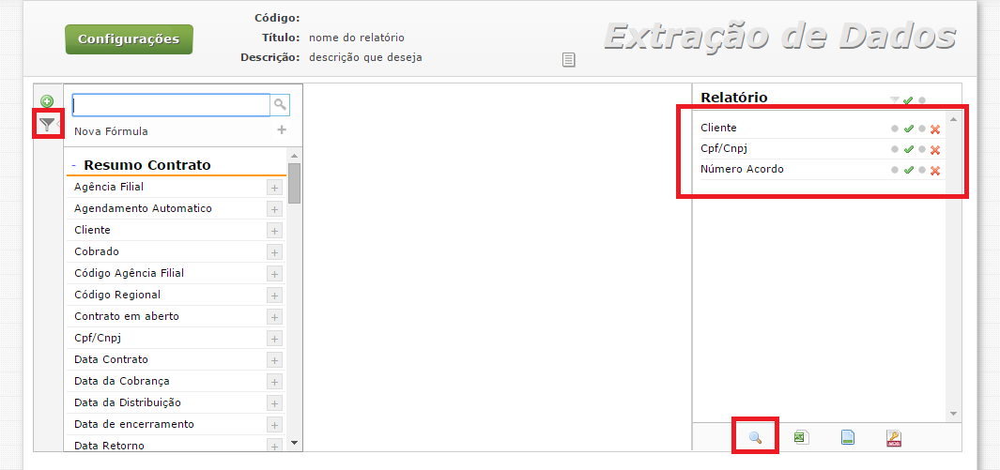 Configurações
Código:
Título: nome do relatório
Descrição: descrição que deseja
Extração de Dados
Nova Fórmula
- Resumo Contrato
Agência Filial
Agendamento Automatico
Cliente
Cobrado
Código Agência Filial
Código Regional
Contrato em aberto
Cpf/Cnpj
Data Contrato
Data da Cobrança
Data da Distribuição
Data de encerramento
Data Retorno
Relatório
Cliente
Cpf/Cnpj
Número Acordo